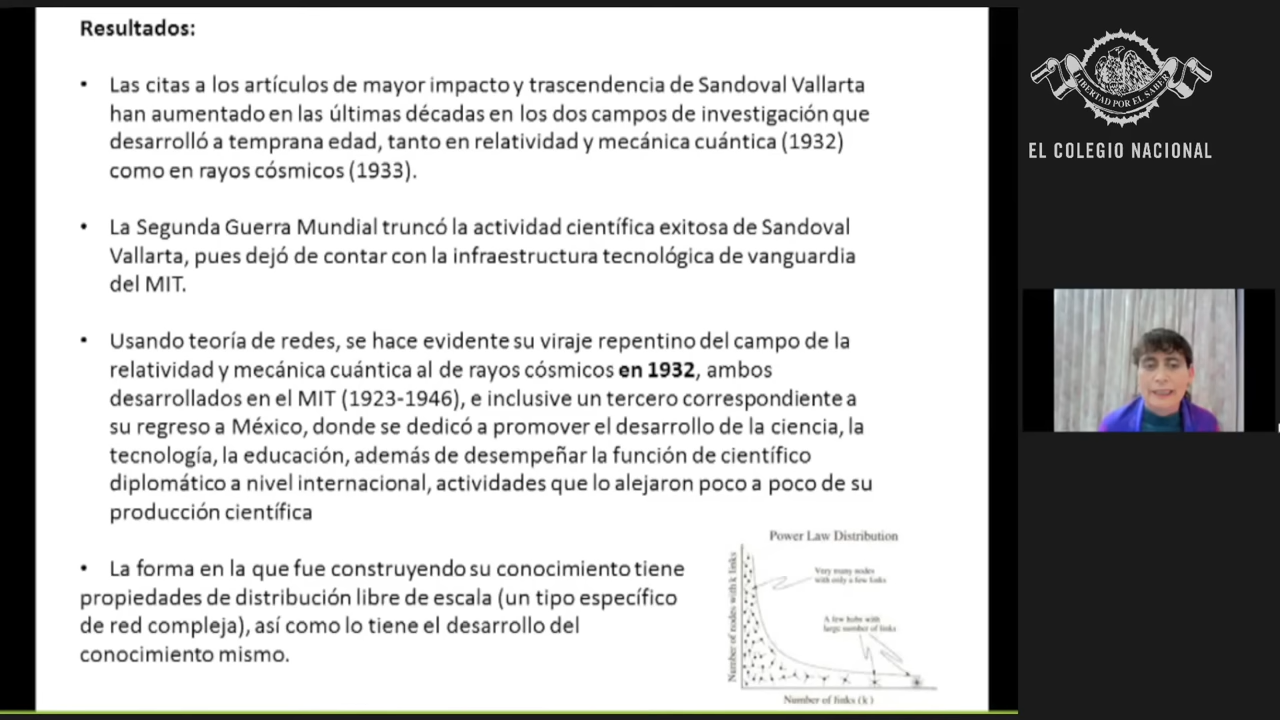 Resultados:
• Las citas a los artículos de mayor impacto y trascendencia de Sandoval Vallarta
han aumentado en las últimas décadas en los dos campos de investigación que
desarrolló a temprana edad, tanto en relatividad y mecánica cuántica (1932)
como en rayos cósmicos (1933).
• La Segunda Guerra Mundial truncó la actividad científica exitosa de Sandoval
Vallarta, pues dejó de contar con la infraestructura tecnológica de vanguardia
del MIT.
• Usando teoría de redes, se hace evidente su viraje repentino del campo de la
relatividad y mecánica cuántica al de rayos cósmicos en 1932, ambos
desarrollados en el MIT (1923-1946), e inclusive un tercero correspondiente a
su regreso a México, donde se dedicó a promover el desarrollo de la ciencia, la
tecnología, la educación, además de desempeñar la función de científico
diplomático a nivel internacional, actividades que lo alejaron poco a poco de su
producción científica
• La forma en la que fue construyendo su conocimiento tiene
propiedades de distribución libre de escala (un tipo específico
de red compleja), así como lo tiene el desarrollo del
conocimiento mismo.
Power Law Distribution
Number of nodes with k links
Very many nodes
with only a few links
A few hubs with
large number of links
Number of links (k)
LIBERTAD POR EL SABER
EL COLEGIO NACIONAL